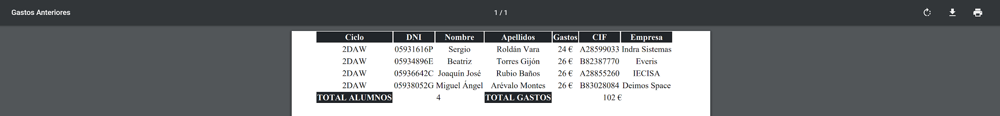 Gastos Anteriores 1 / 1
Ciclo DNI Nombre Apellidos Gastos CIF Empresa
2DAW 05931616P Sergio Roldán Vara 24 € A28599033 Indra Sistemas
2DAW 05934896E Beatriz Torres Gijón 26 € B82387770 Everis
2DAW 05936642C Joaquín José Rubio Baños 26 € A28855260 IECISA
2DAW 05938052G Miguel Ángel Arévalo Montes 26 € B83028084 Deimos Space
TOTAL ALUMNOS 4 TOTAL GASTOS 102 €